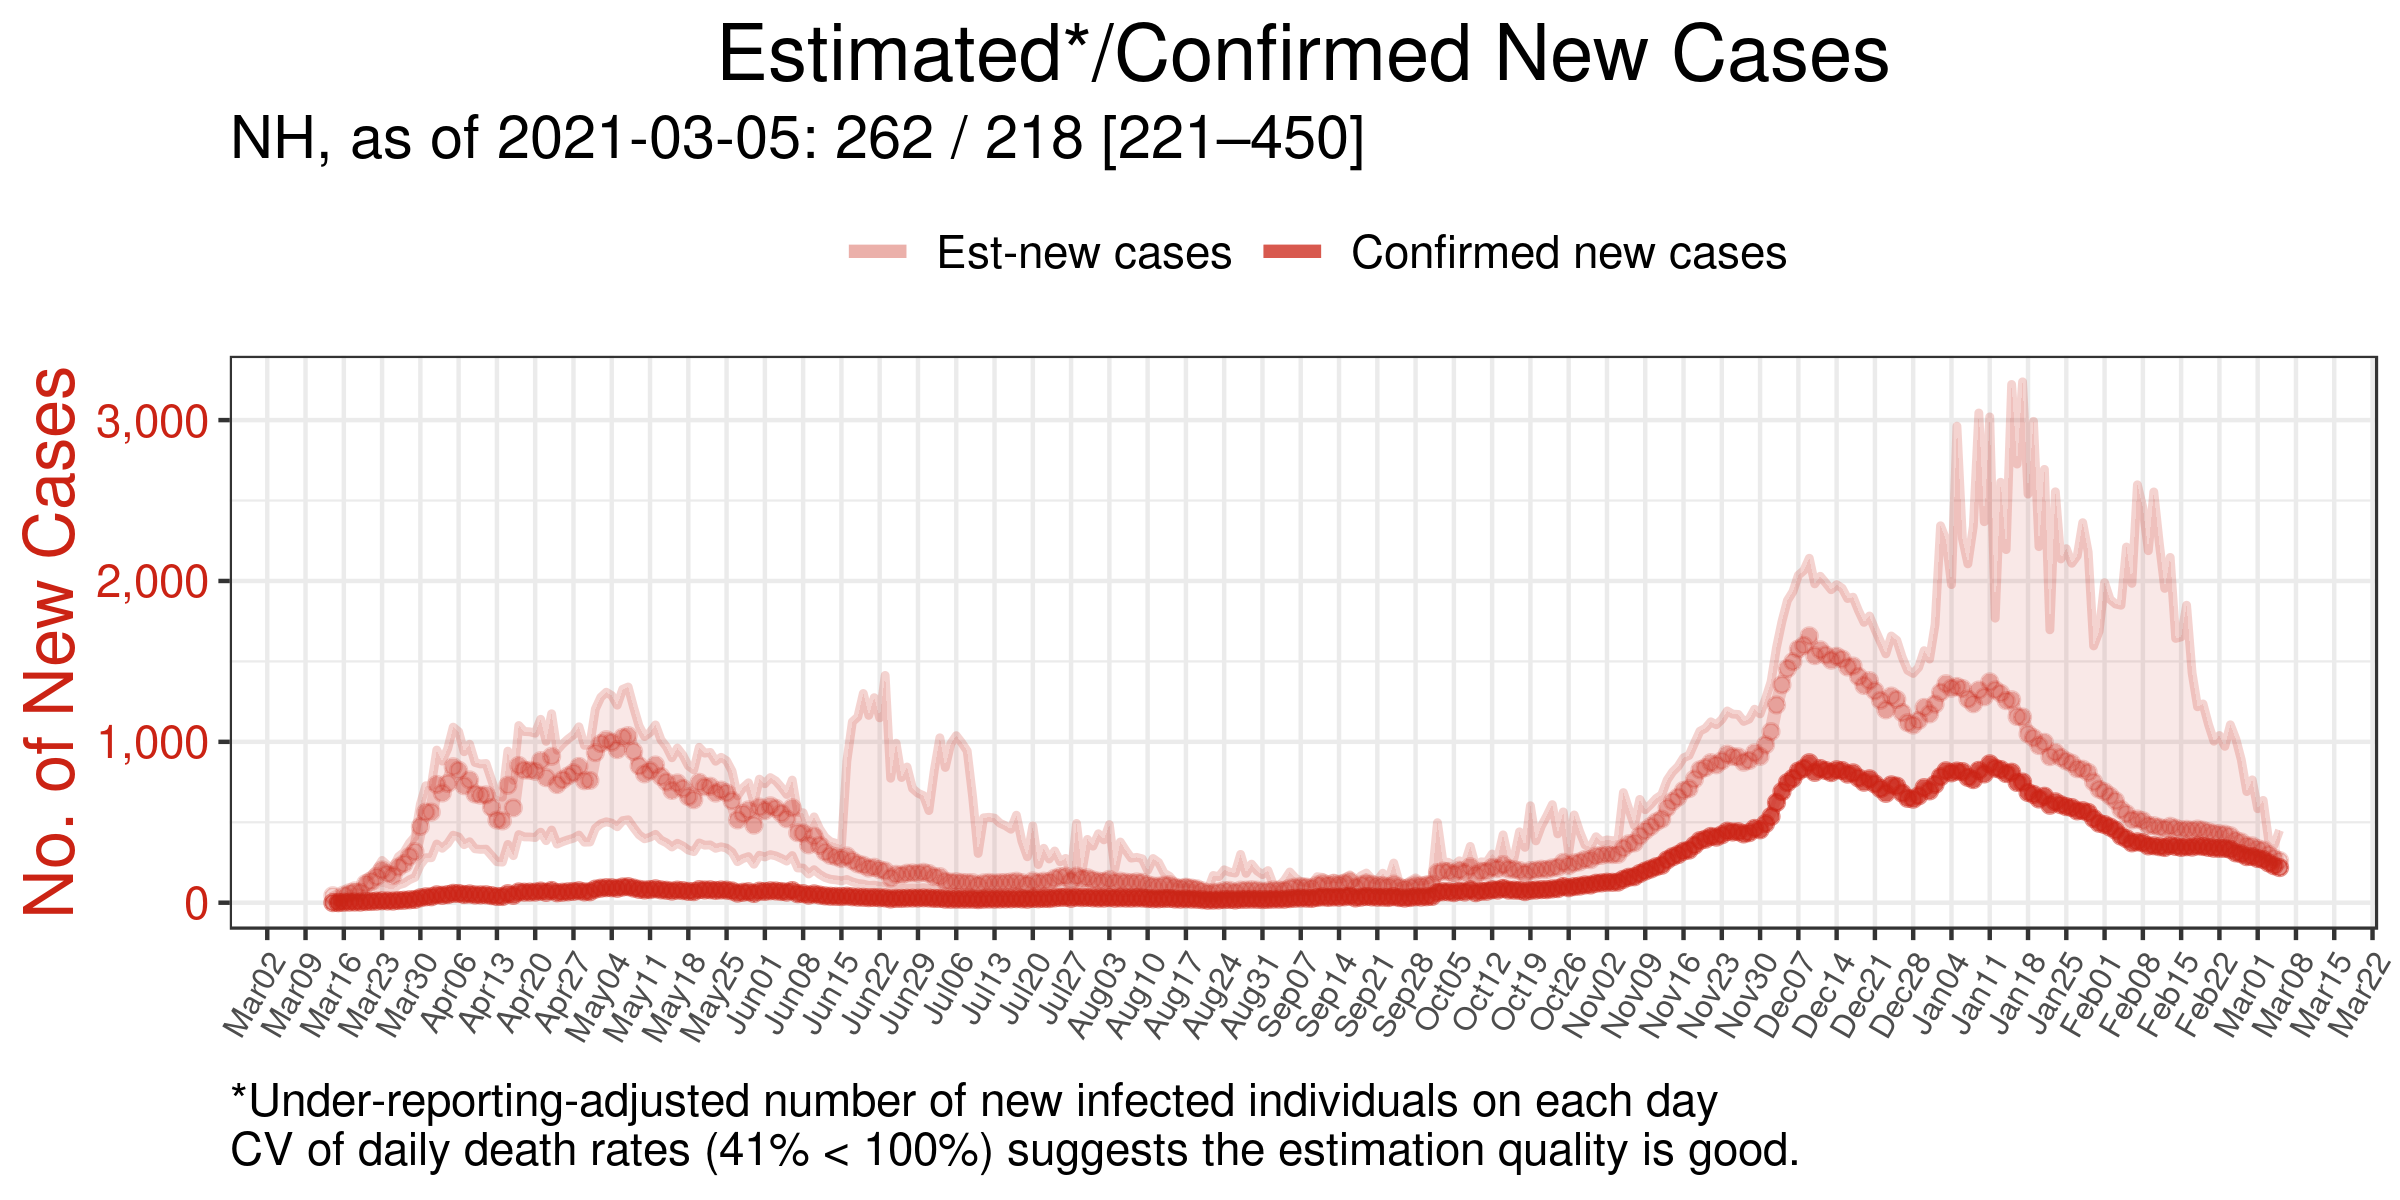 Estimated*/Confirmed New Cases
NH, as of 2021-03-05: 262 / 218 [221–450]
Est-new cases Confirmed new cases
No. of New Cases
3,000
2,000
1,000
0
Mar02 Mar09 Mar16 Mar23 Mar30 Apr06 Apr13 Apr20 Apr27 May04 May11 May18 May25 Jun01 Jun08 Jun15 Jun22 Jun29 Jul06 Jul13 Jul20 Jul27 Aug03 Aug10 Aug17 Aug24 Aug31 Sep07 Sep14 Sep21 Sep28 Oct05 Oct12 Oct19 Oct26 Nov02 Nov09 Nov16 Nov23 Nov30 Dec07 Dec14 Dec21 Dec28 Jan04 Jan11 Jan18 Jan25 Feb01 Feb08 Feb15 Feb22 Mar01 Mar08 Mar15 Mar22
*Under-reporting-adjusted number of new infected individuals on each day
CV of daily death rates (41% < 100%) suggests the estimation quality is good.